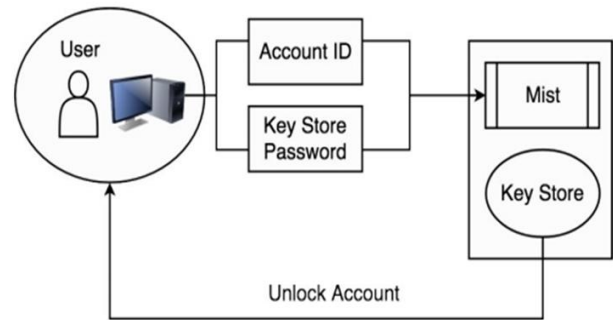 User
Account ID
Key Store
Password
Mist
Key Store
Unlock Account